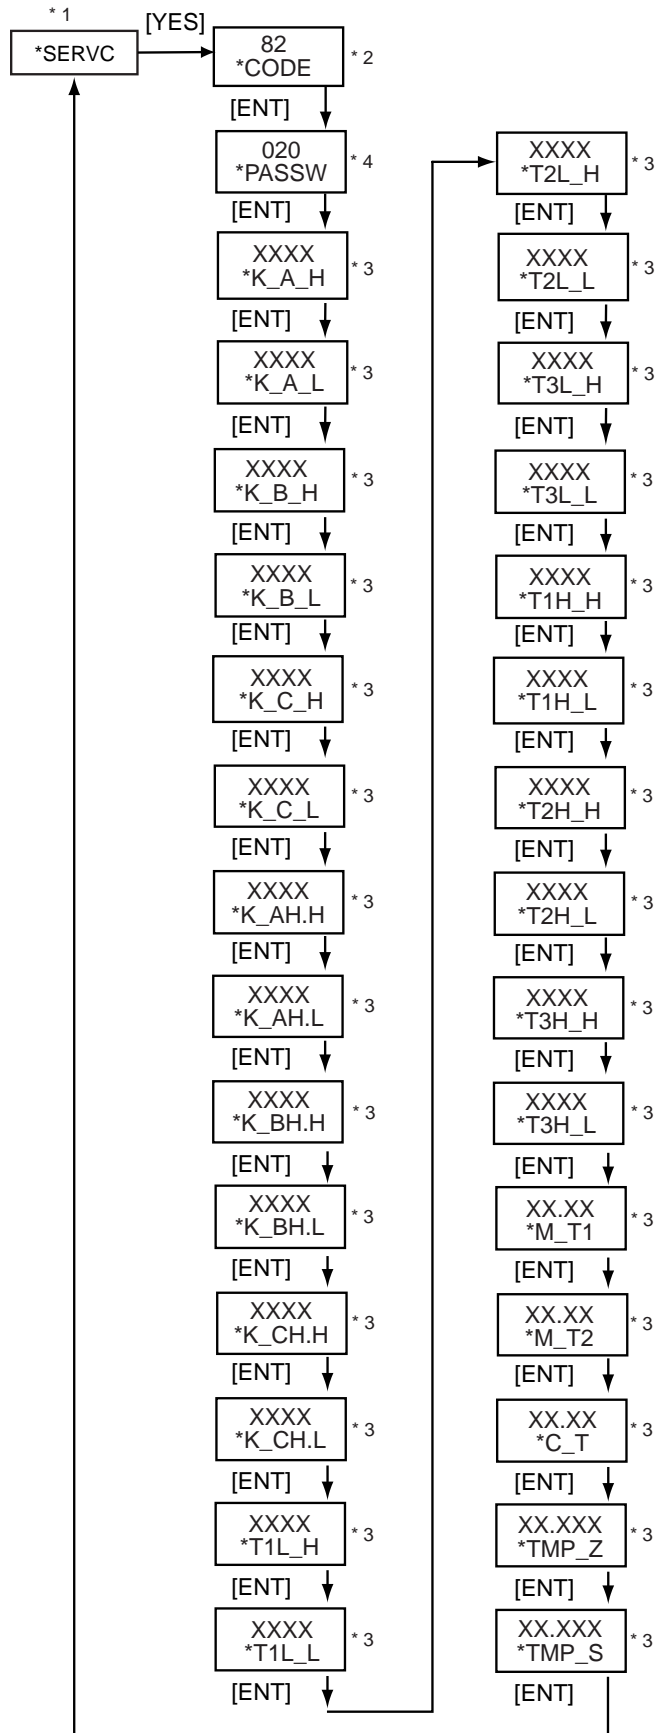 * 1
*SERVC
[YES]
82
*CODE
* 2
[ENT]
020
*PASSW
* 4
[ENT]
XXXX
*K_A_H
* 3
[ENT]
XXXX
*K_A_L
* 3
[ENT]
XXXX
*K_B_H
* 3
[ENT]
XXXX
*K_B_L
* 3
[ENT]
XXXX
*K_C_H
* 3
[ENT]
XXXX
*K_C_L
* 3
[ENT]
XXXX
*K_AH.H
* 3
[ENT]
XXXX
*K_AH.L
* 3
[ENT]
XXXX
*K_BH.H
* 3
[ENT]
XXXX
*K_BH.L
* 3
[ENT]
XXXX
*K_CH.H
* 3
[ENT]
XXXX
*K_CH.L
* 3
[ENT]
XXXX
*T1L_H
* 3
[ENT]
XXXX
*T1L_L
* 3
[ENT]
XXXX
*T2L_H
* 3
[ENT]
XXXX
*T2L_L
* 3
[ENT]
XXXX
*T3L_H
* 3
[ENT]
XXXX
*T3L_L
* 3
[ENT]
XXXX
*T1H_H
* 3
[ENT]
XXXX
*T1H_L
* 3
[ENT]
XXXX
*T2H_H
* 3
[ENT]
XXXX
*T2H_L
* 3
[ENT]
XXXX
*T3H_H
* 3
[ENT]
XXXX
*T3H_L
* 3
[ENT]
XX.XX
*M_T1
* 3
[ENT]
XX.XX
*M_T2
* 3
[ENT]
XX.XX
*C_T
* 3
[ENT]
XX.XXX
*TMP_Z
* 3
[ENT]
XX.XXX
*TMP_S
* 3
[ENT]